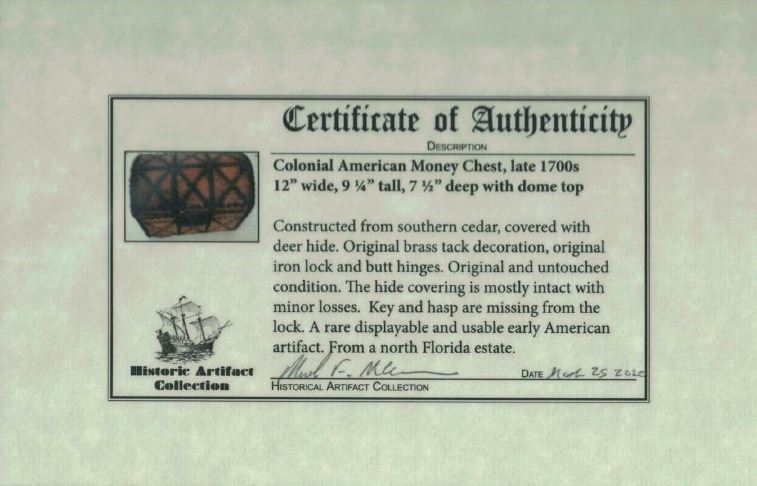 Certificate of Authenticity
DESCRIPTION
Colonial American Money Chest, late 1700s
12” wide, 9 ¼” tall, 7 ½” deep with dome top
Constructed from southern cedar, covered with
deer hide. Original brass tack decoration, original
iron lock and butt hinges. Original and untouched
condition. The hide covering is mostly intact with
minor losses. Key and hasp are missing from the
lock. A rare displayable and usable early American
artifact. From a north Florida estate.
Historic Artifact
Collection
DATE March 25
HISTORICAL ARTIFACT COLLECTION